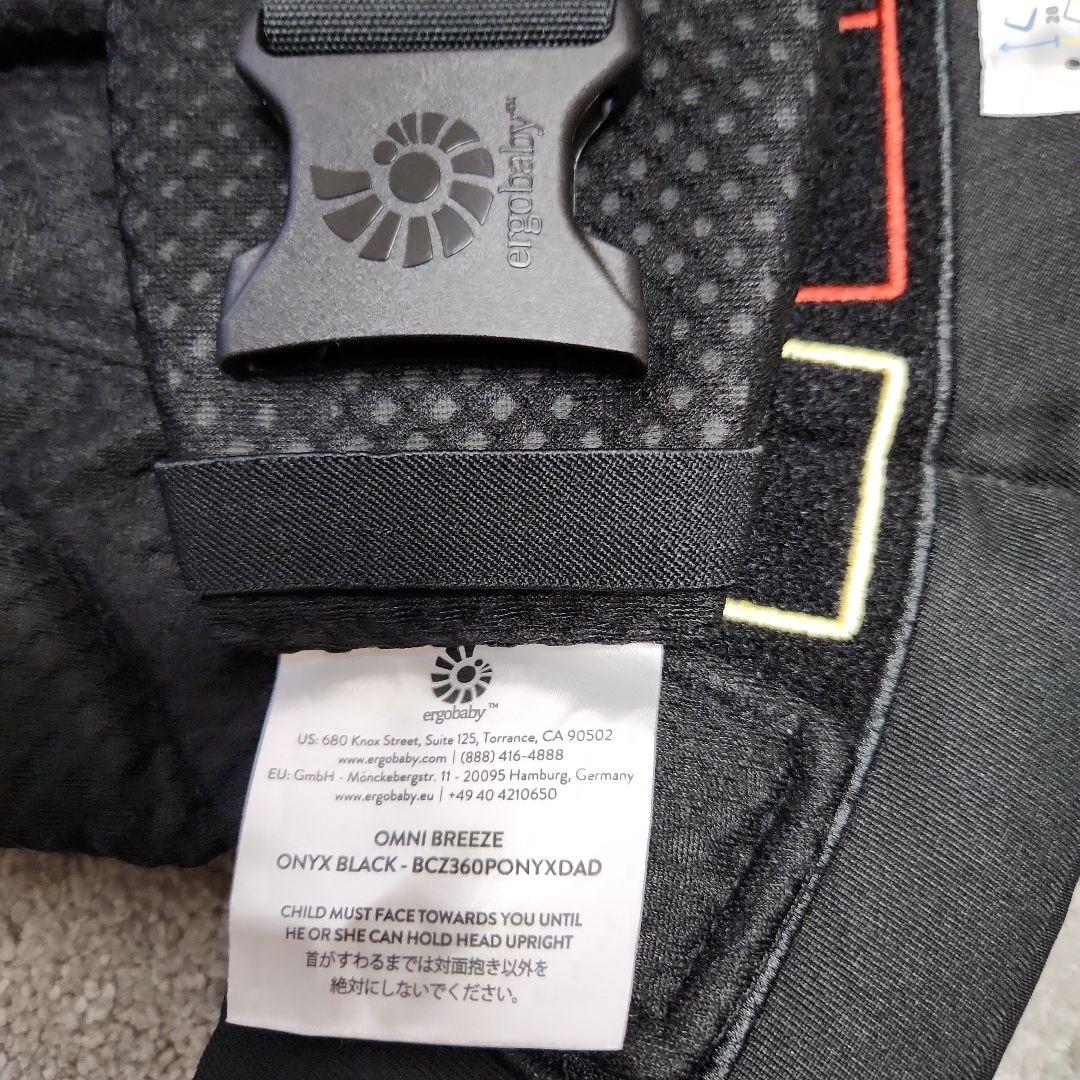 ergobaby
ergobaby™
US: 680 Knox Street, Suite 125, Torrance, CA 90502
www.ergobaby.com | (888) 416-4888
EU: GmbH - Mönckebergstr. 11 - 20095 Hamburg, Germany
www.ergobaby.eu | +49 40 4210650
OMNI BREEZE
ONYX BLACK - BCZ360PONYXDAD
CHILD MUST FACE TOWARDS YOU UNTIL
HE OR SHE CAN HOLD HEAD UPRIGHT
首がすわるまでは対面抱き以外を
絶対にしないでください。